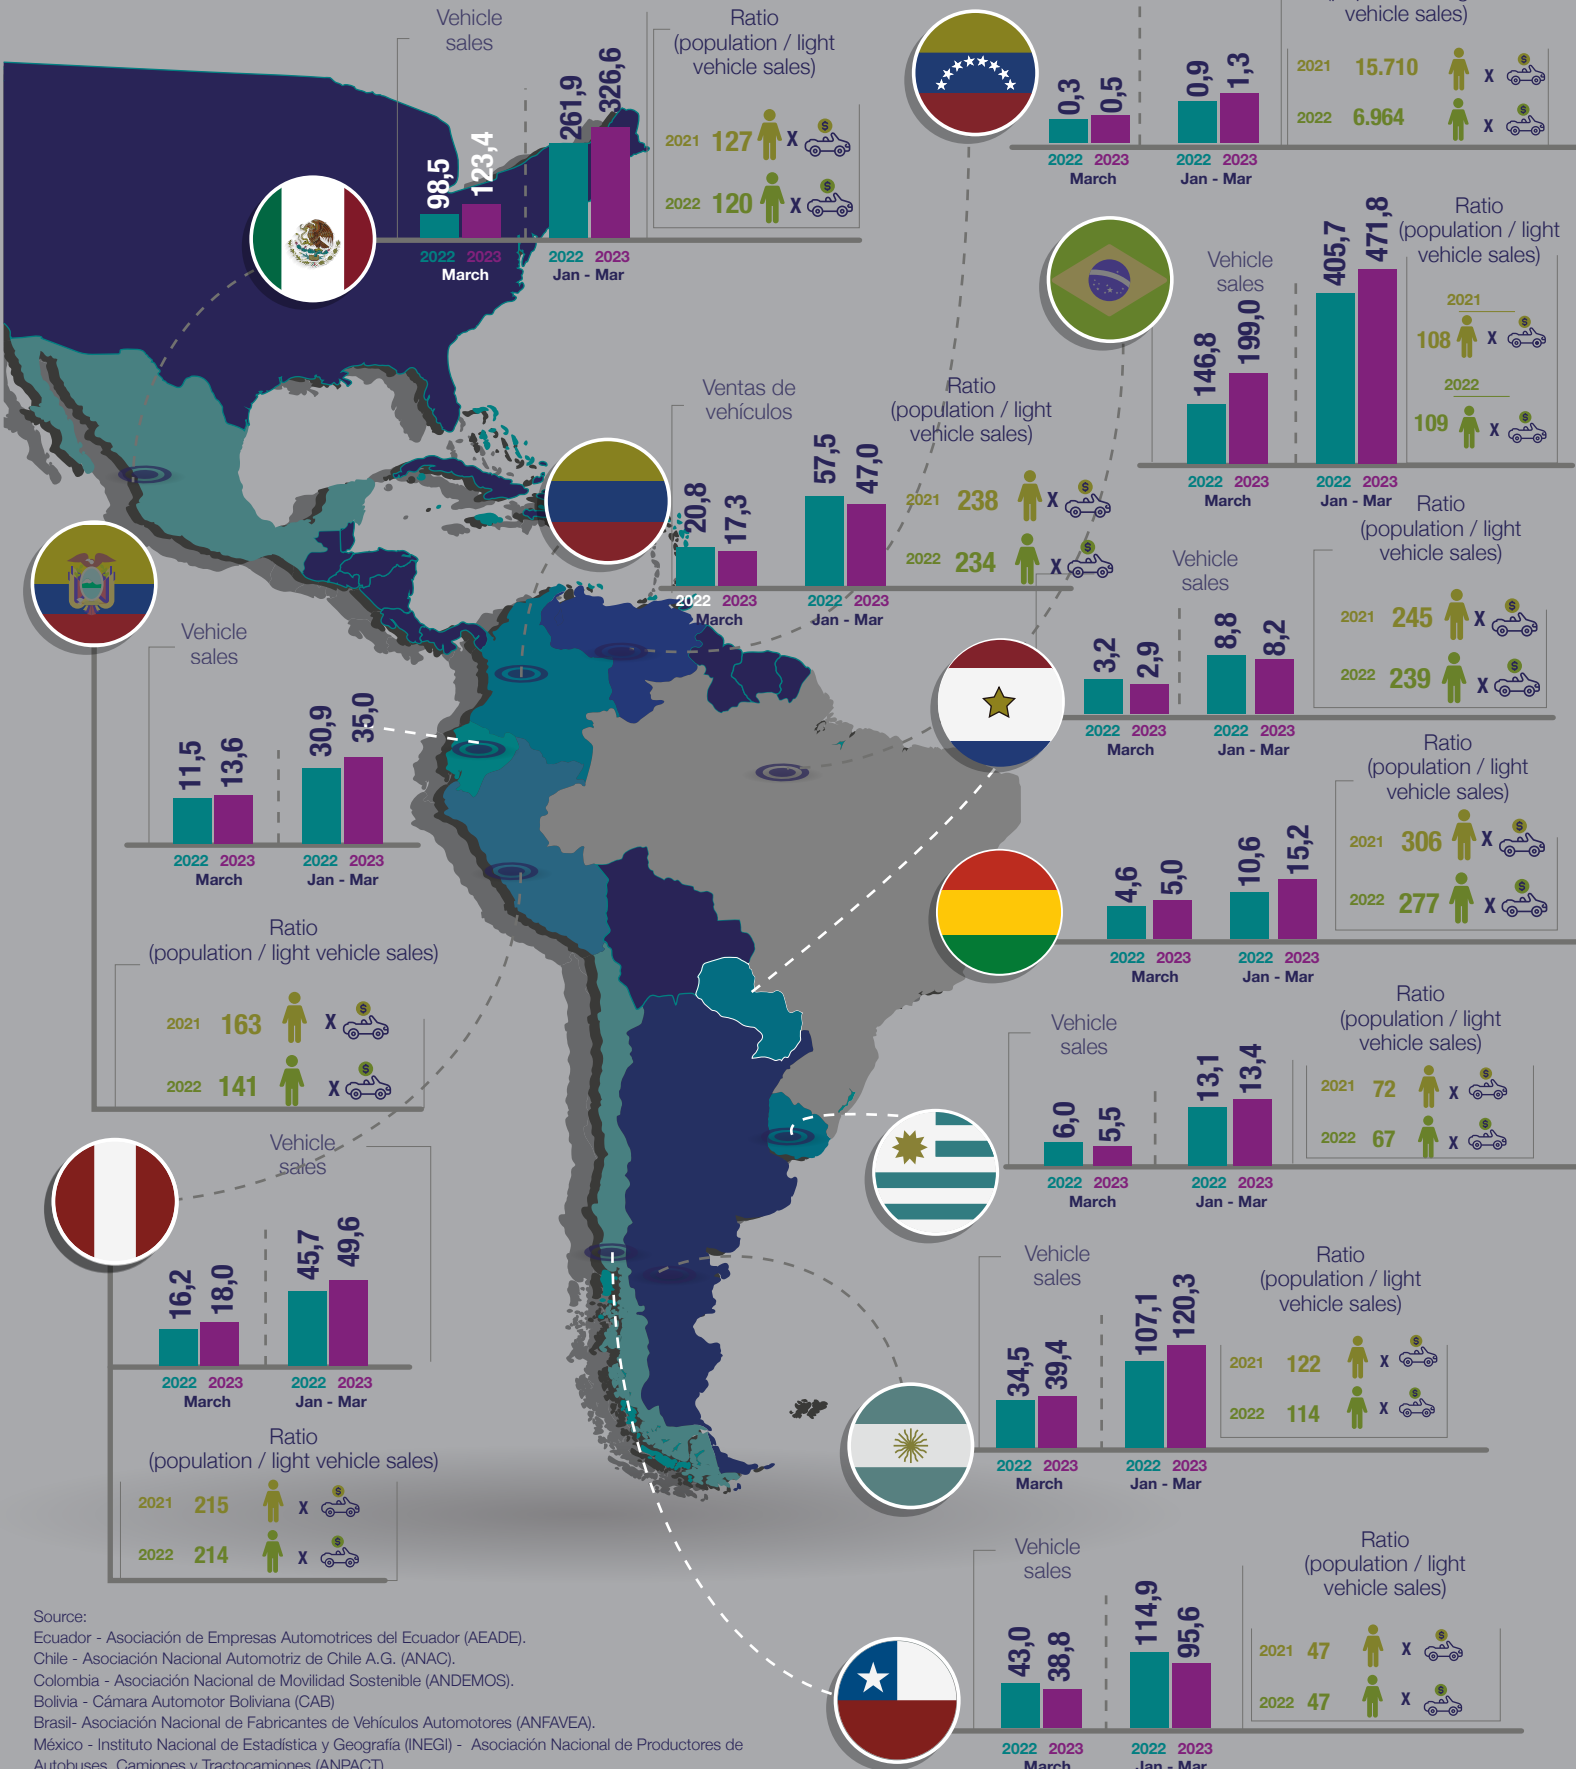 Vehicle
sales
98,5
123,4
261,9
326,6
2022 2023
March
2022 2023
Jan - Mar
Ratio
(population / light
vehicle sales)
2021 127 X $
2022 120 X $
0,3
0,5
0,9
1,3
2022 2023
March
2022 2023
Jan - Mar
vehicle sales)
2021 15.710 X $
2022 6.964 X $
Vehicle
sales
146,8
199,0
405,7
471,8
2022 2023
March
2022 2023
Jan - Mar
Ratio
(population / light
vehicle sales)
2021
108 X $
2022
109 X $
Ventas de
vehículos
20,8
17,3
57,5
47,0
2022 2023
March
2022 2023
Jan - Mar
Ratio
(population / light
vehicle sales)
2021 238 X $
2022 234 X $
Vehicle
sales
3,2
2,9
8,8
8,2
2022 2023
March
2022 2023
Jan - Mar
Ratio
(population / light
vehicle sales)
2021 245 X $
2022 239 X $
Vehicle
sales
11,5
13,6
30,9
35,0
2022 2023
March
2022 2023
Jan - Mar
Ratio
(population / light vehicle sales)
2021 163 X $
2022 141 X $
4,6
5,0
10,6
15,2
2022 2023
March
2022 2023
Jan - Mar
Ratio
(population / light
vehicle sales)
2021 306 X $
2022 277 X $
Vehicle
sales
6,0
5,5
13,1
13,4
2022 2023
March
2022 2023
Jan - Mar
Ratio
(population / light
vehicle sales)
2021 72 X $
2022 67 X $
Vehicle
sales
16,2
18,0
45,7
49,6
2022 2023
March
2022 2023
Jan - Mar
Ratio
(population / light vehicle sales)
2021 215 X $
2022 214 X $
Vehicle
sales
34,5
39,4
107,1
120,3
2022 2023
March
2022 2023
Jan - Mar
Ratio
(population / light
vehicle sales)
2021 122 X $
2022 114 X $
Vehicle
sales
43,0
38,8
114,9
95,6
2022 2023
March
2022 2023
Jan - Mar
Ratio
(population / light
vehicle sales)
2021 47 X $
2022 47 X $
Source:
Ecuador - Asociación de Empresas Automotrices del Ecuador (AEADE).
Chile - Asociación Nacional Automotriz de Chile A.G. (ANAC).
Colombia - Asociación Nacional de Movilidad Sostenible (ANDEMOS).
Bolivia - Cámara Automotor Boliviana (CAB)
Brasil- Asociación Nacional de Fabricantes de Vehículos Automotores (ANFAVEA).
México - Instituto Nacional de Estadística y Geografía (INEGI) - Asociación Nacional de Productores de
Autobuses, Camiones y Tractocamiones (ANPACT)